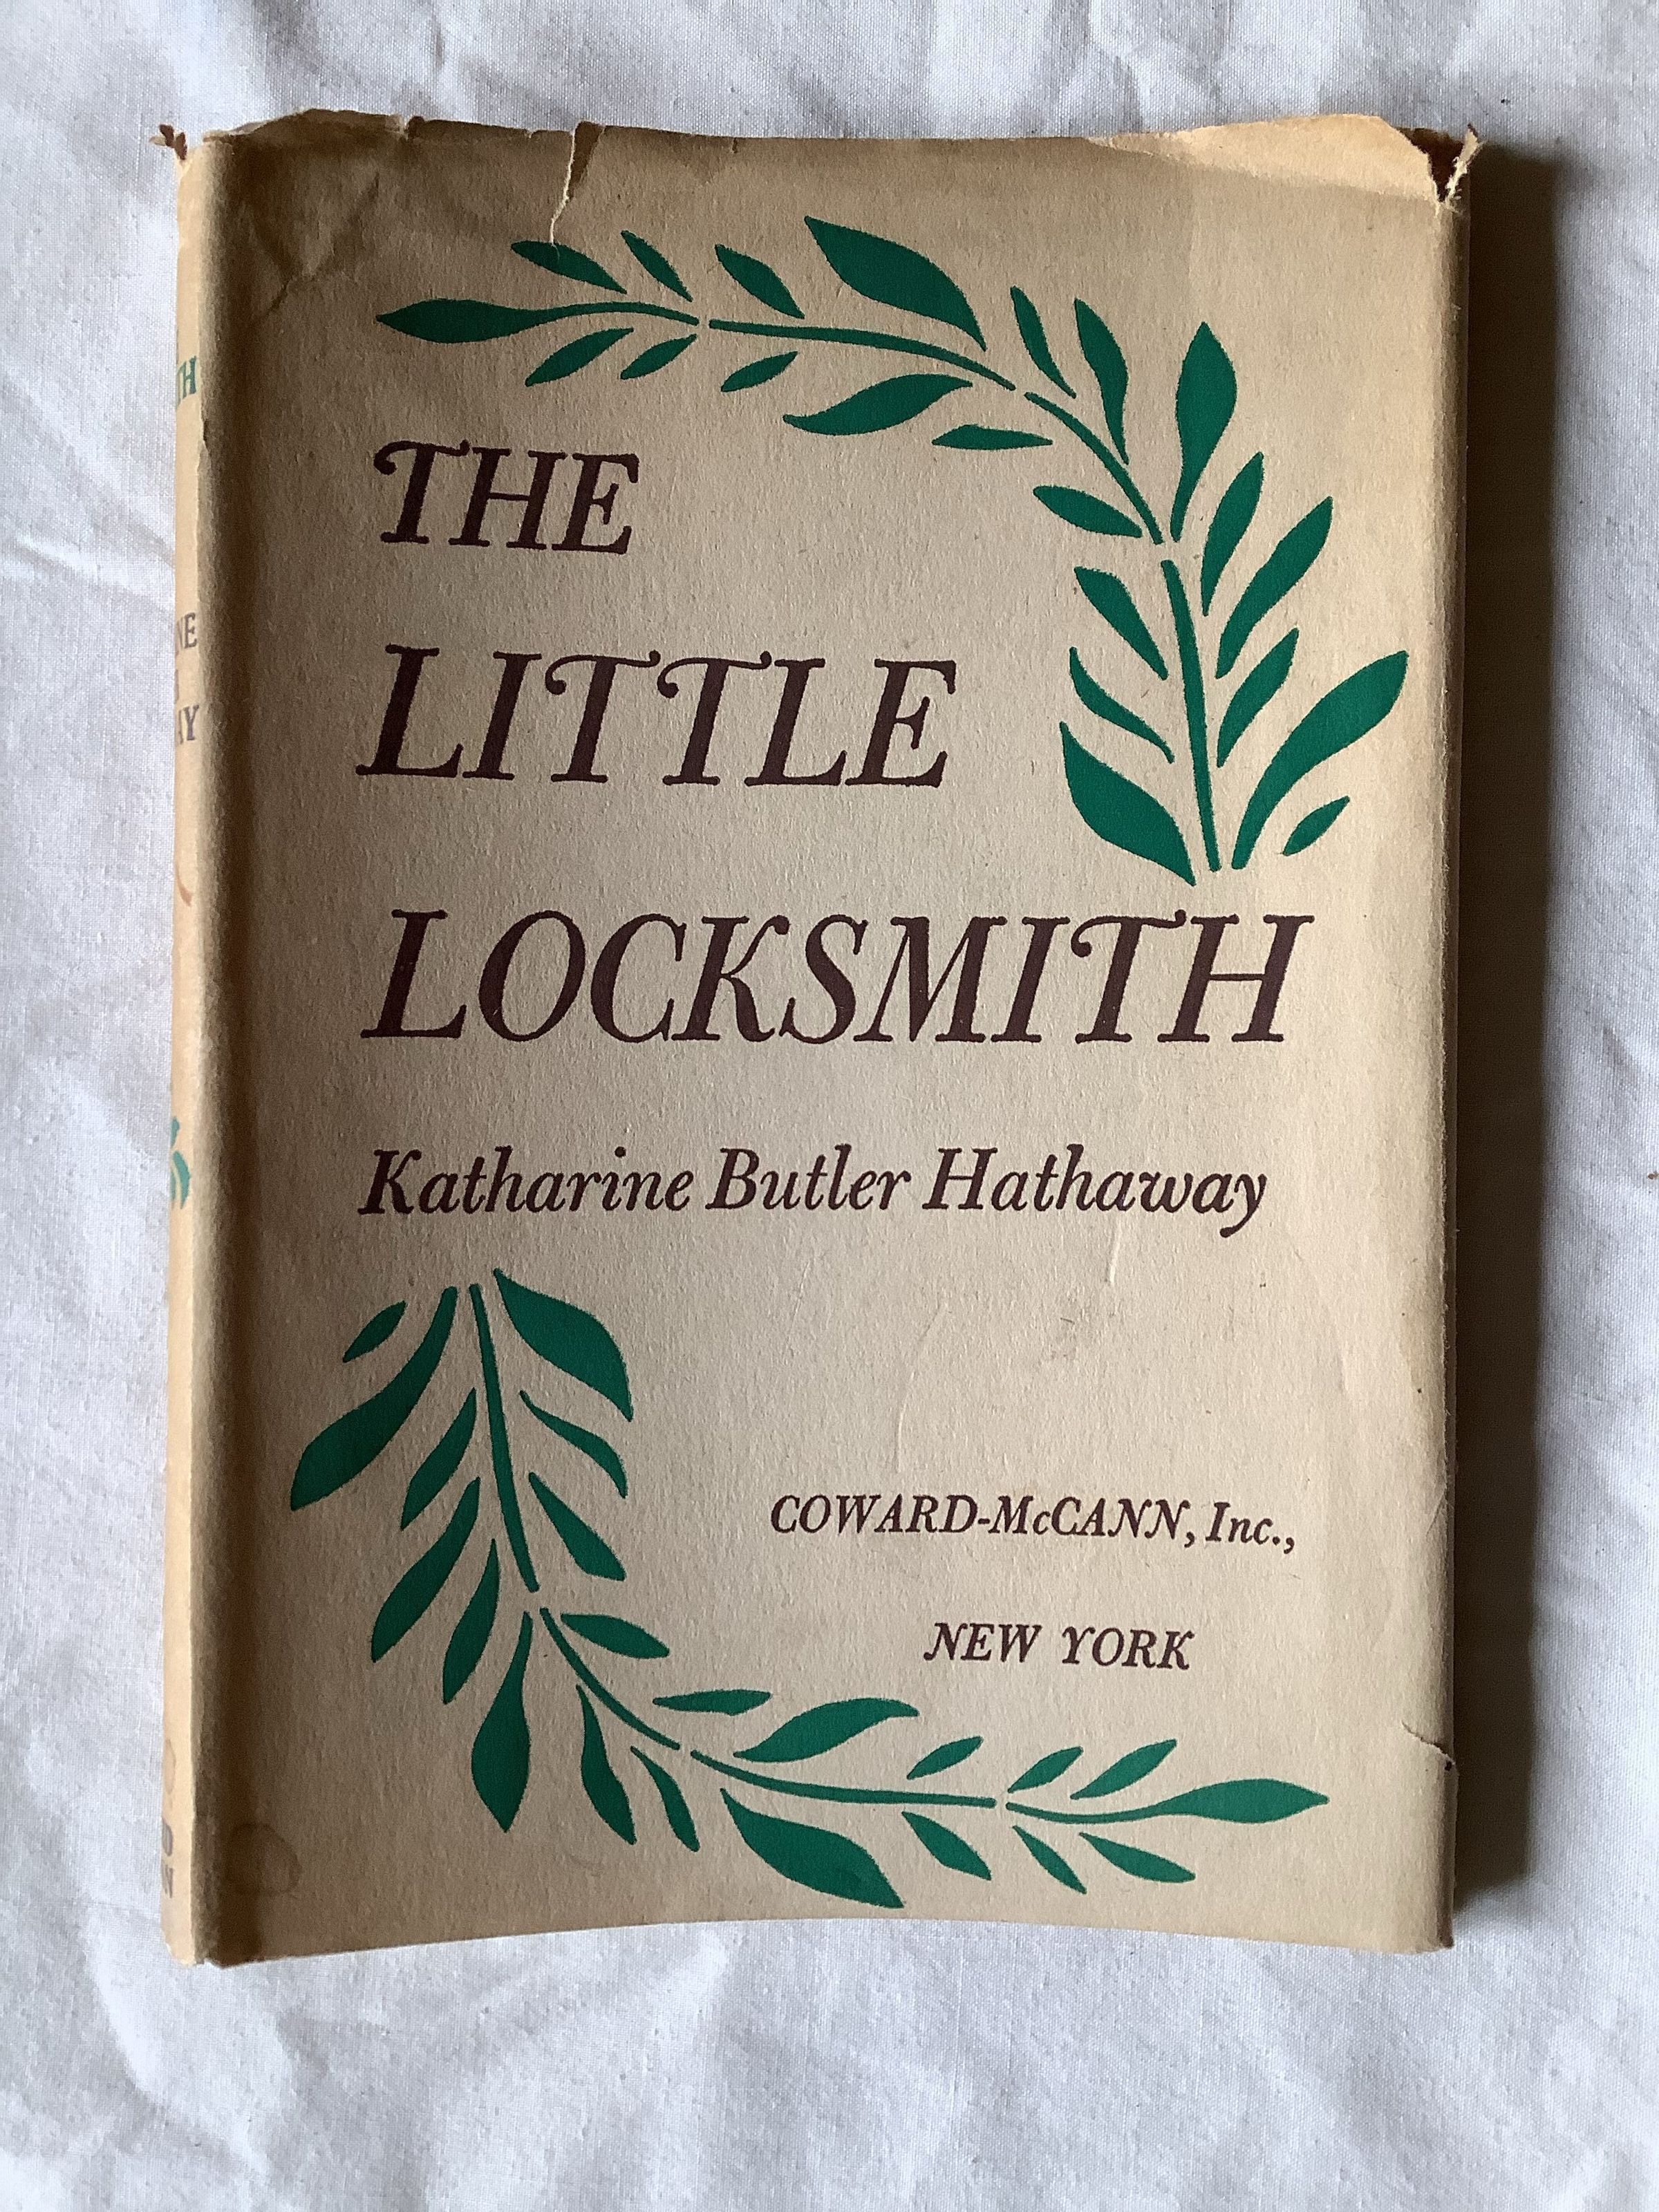 THE
LITTLE
LOCKSMITH
Katharine Butler Hathaway
COWARD-McCANN, Inc.,
NEW YORK